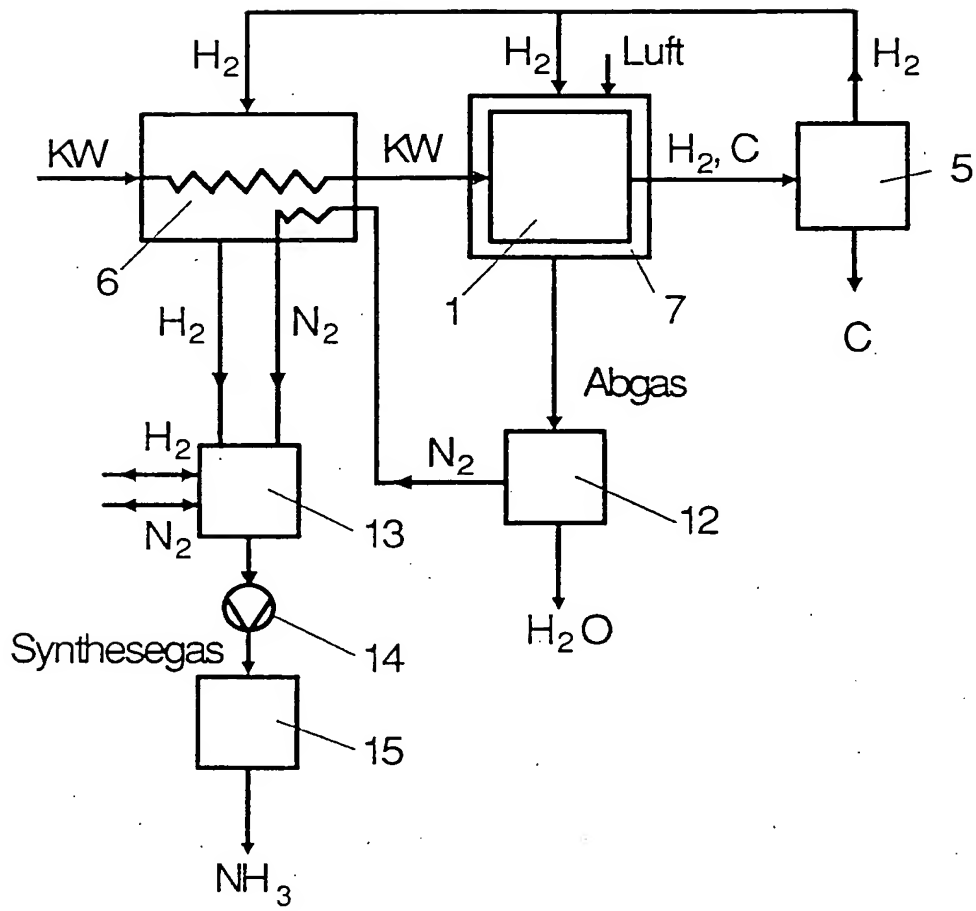 H₂
H₂
Luft
H₂
KW
KW
H₂, C
5
6
1
7
H₂
N₂
C
Abgas
H₂
N₂
N₂
13
12
H₂O
Synthesegas
14
15
NH₃